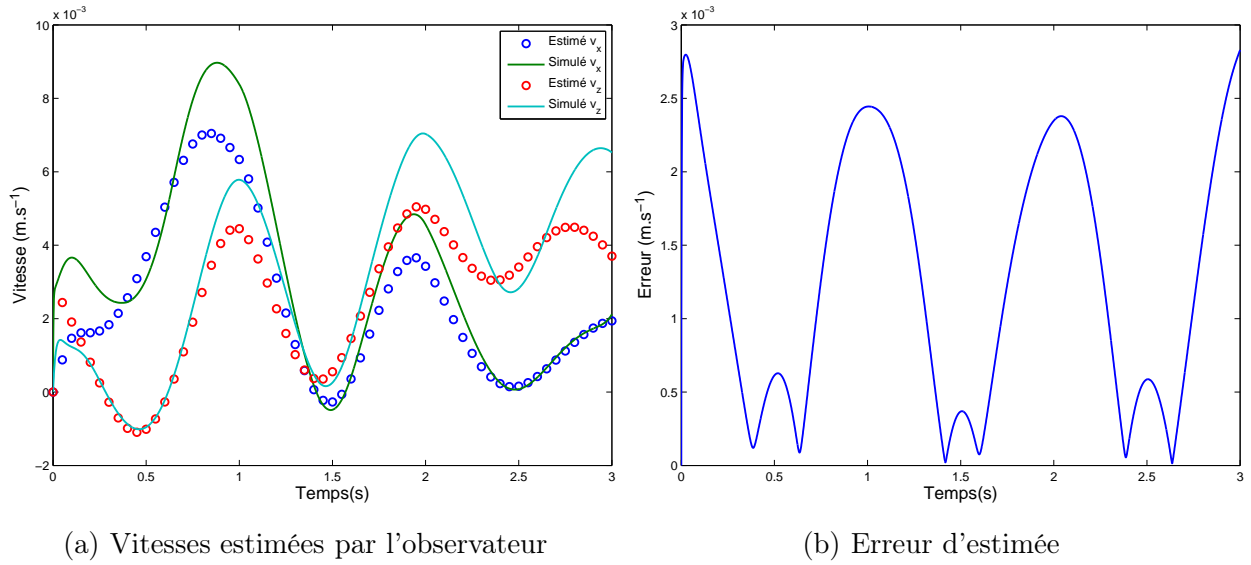 x 10⁻³
10
8
6
4
2
0
−2
0
0.5
1
1.5
2
2.5
3
Vitesse (m.s⁻¹)
Temps(s)
Estimé vₓ
Simulé vₓ
Estimé v_z
Simulé v_z
(a) Vitesses estimées par l'observateur
x 10⁻³
3
2.5
2
1.5
1
0.5
0
0
0.5
1
1.5
2
2.5
3
Erreur (m.s⁻¹)
Temps(s)
(b) Erreur d'estimée